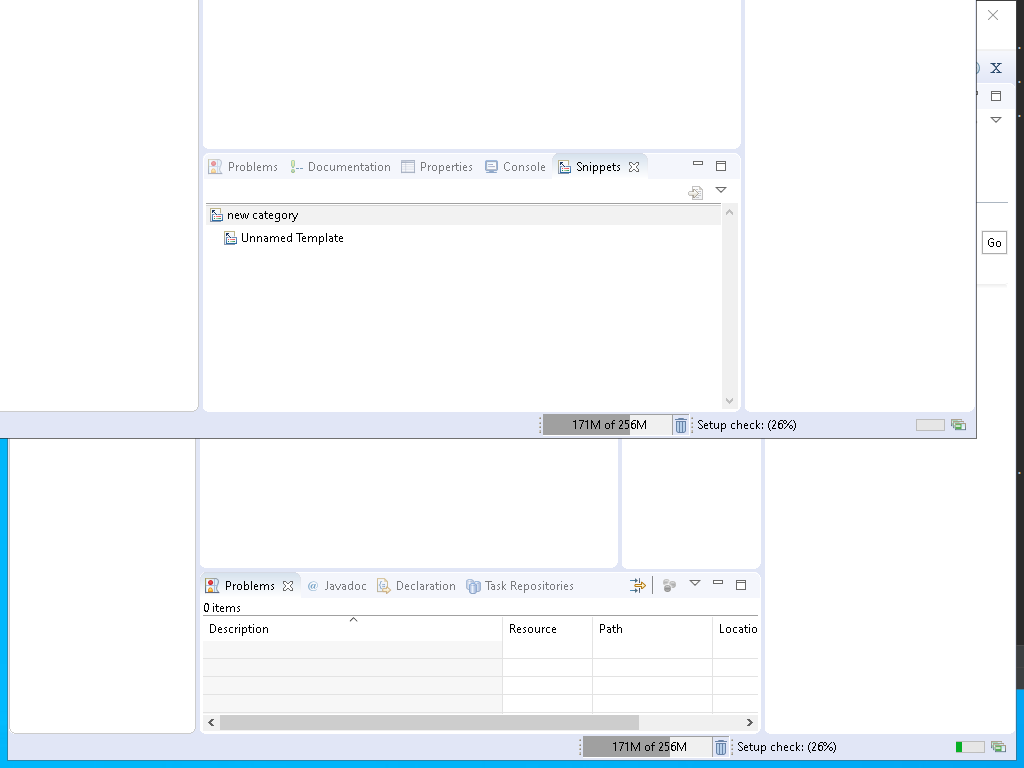 X
Problems Documentation Properties Console Snippets
new category
Unnamed Template
Go
171M of 256M Setup check: (26%)
Problems @ Javadoc Declaration Task Repositories
0 items
Description Resource Path Locatio
171M of 256M Setup check: (26%)